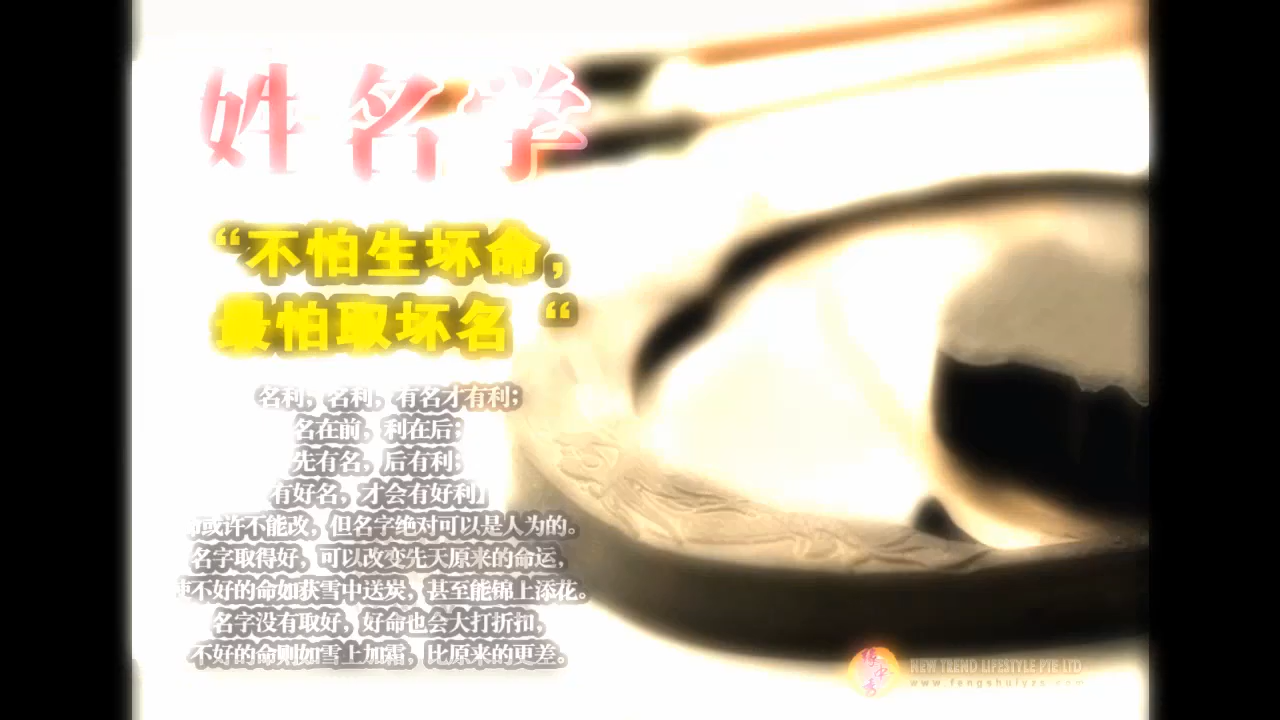 姓名学
“不怕生坏命，
最怕取坏名 “
名利，名利，有名才有利；
名在前，利在后；
先有名，后有利；
有好名，才会有好利
或许不能改，但名字绝对可以是人为的。
名字取得好，可以改变先天原来的命运，
不好的命如获雪中送炭，甚至能锦上添花。
名字没有取好，好命也会大打折扣，
不好的命则如雪上加霜，比原来的更差。
NEW TREND LIFESTYLE PTE LTD